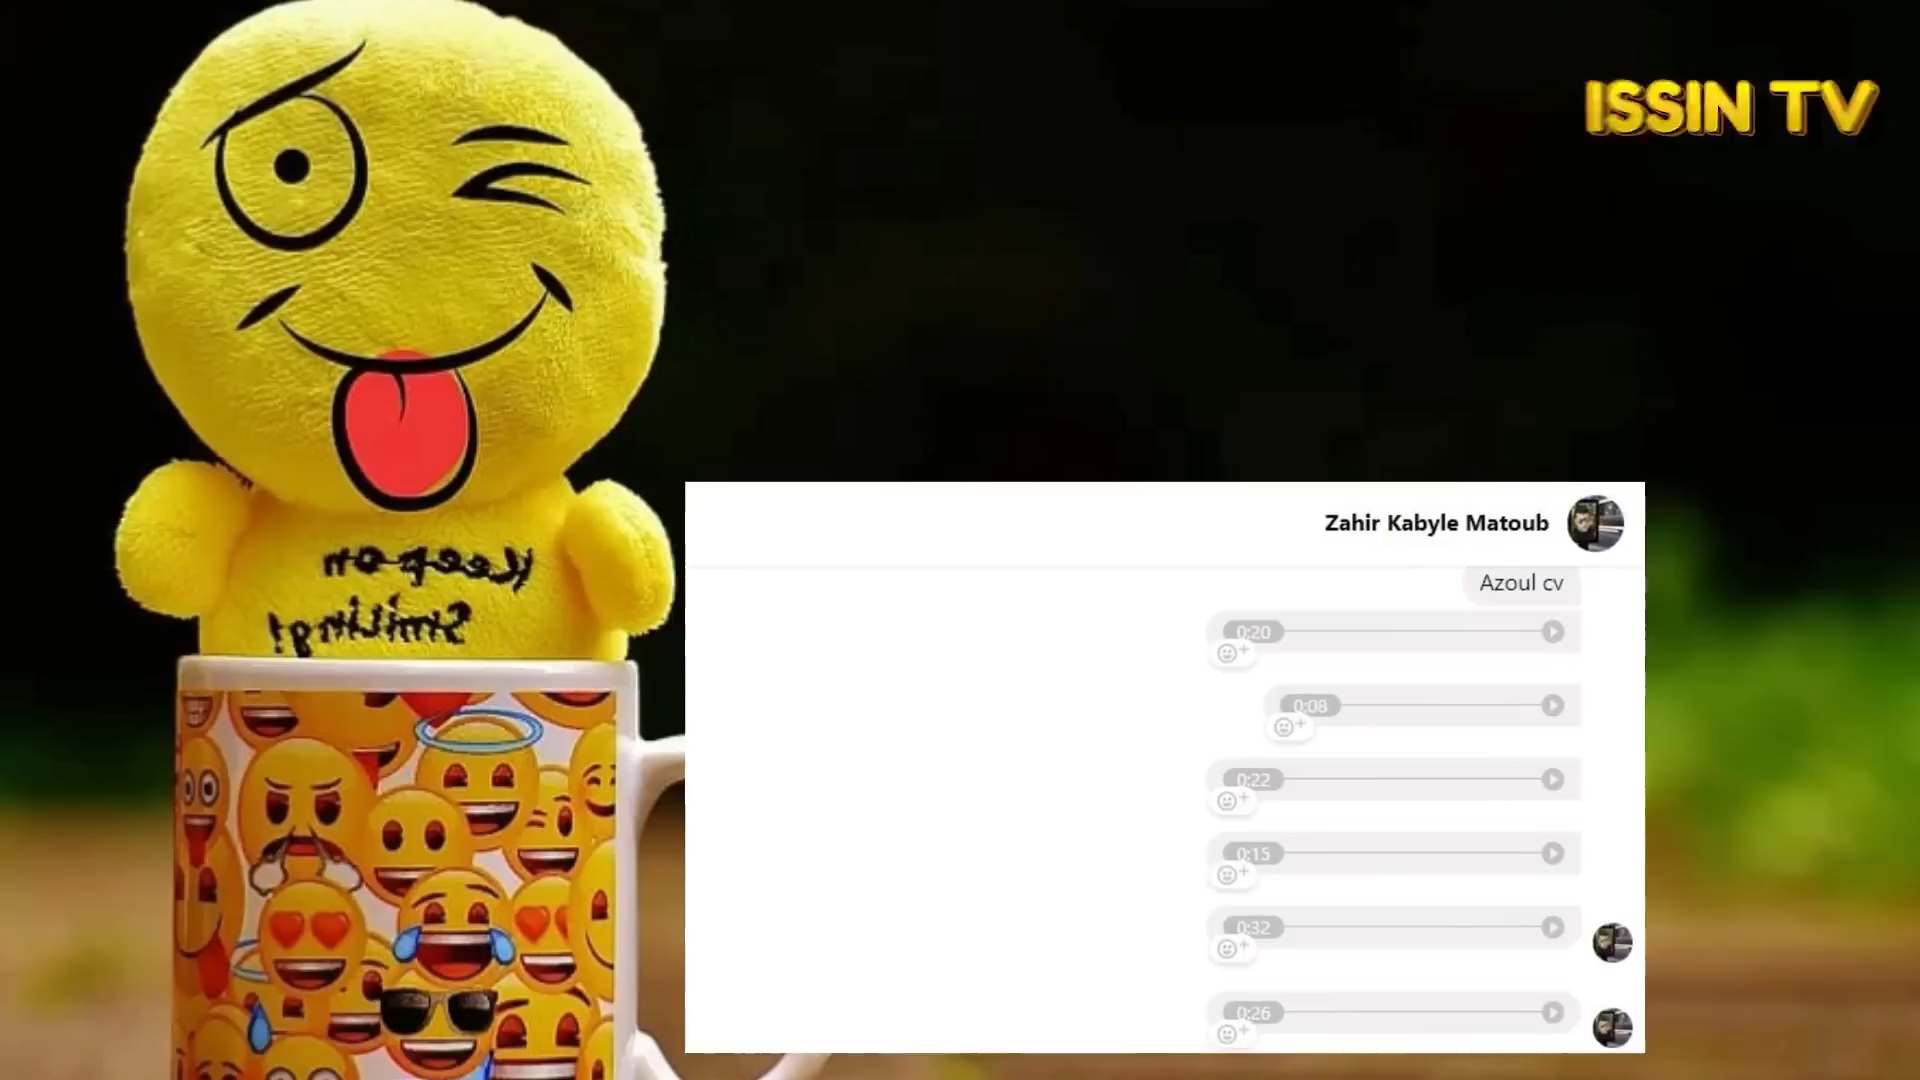 ISSIN TV
Keep on
Smiling!
Zahir Kabyle Matoub
Azoul cv
0:20
0:08
0:22
0:15
0:32
0:26